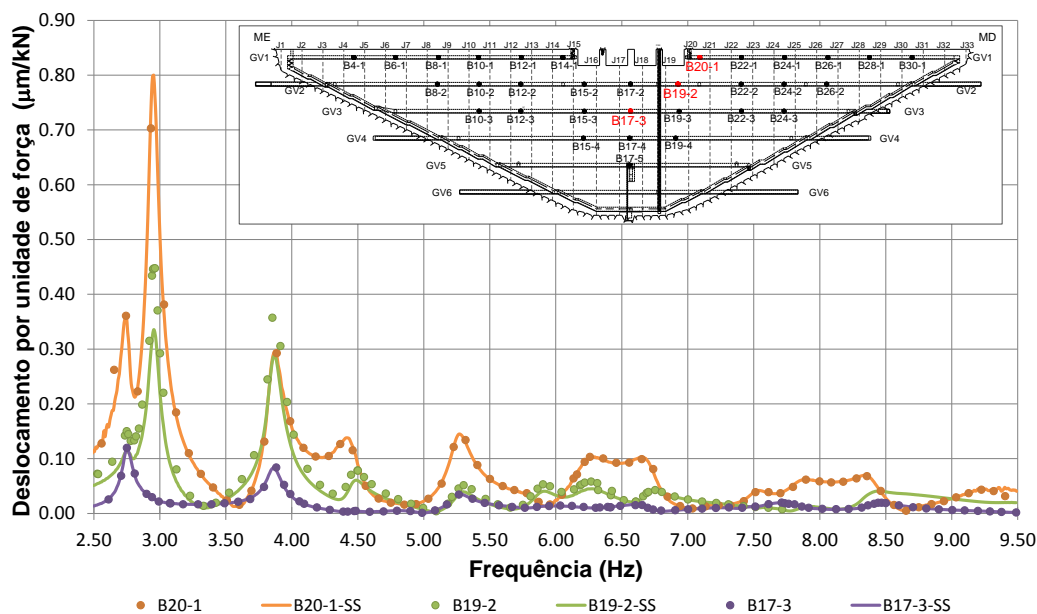 Deslocamento por unidade de força (µm/kN)
0.90
0.80
0.70
0.60
0.50
0.40
0.30
0.20
0.10
0.00
ME
MD
J1 J2 J3 J4 J5 J6 J7 J8 J9 J10 J11 J12 J13 J14 J15 J16 J17 J18 J19 J20 J21 J22 J23 J24 J25 J26 J27 J28 J29 J30 J31 J32 J33
GV1 B4-1 B6-1 B8-1 B10-1 B12-1 B14-1 B20-1 B22-1 B24-1 B26-1 B28-1 B30-1 GV1
GV2 B8-2 B10-2 B12-2 B15-2 B17-2 B19-2 B22-2 B24-2 B26-2 GV2
GV3 B10-3 B12-3 B15-3 B17-3 B19-3 B22-3 B24-3 GV3
GV4 B15-4 B17-4 B19-4 GV4
GV5 B17-5 GV5
GV6 GV6
2.50 3.00 3.50 4.00 4.50 5.00 5.50 6.00 6.50 7.00 7.50 8.00 8.50 9.00 9.50
Frequência (Hz)
B20-1 B20-1-SS B19-2 B19-2-SS B17-3 B17-3-SS